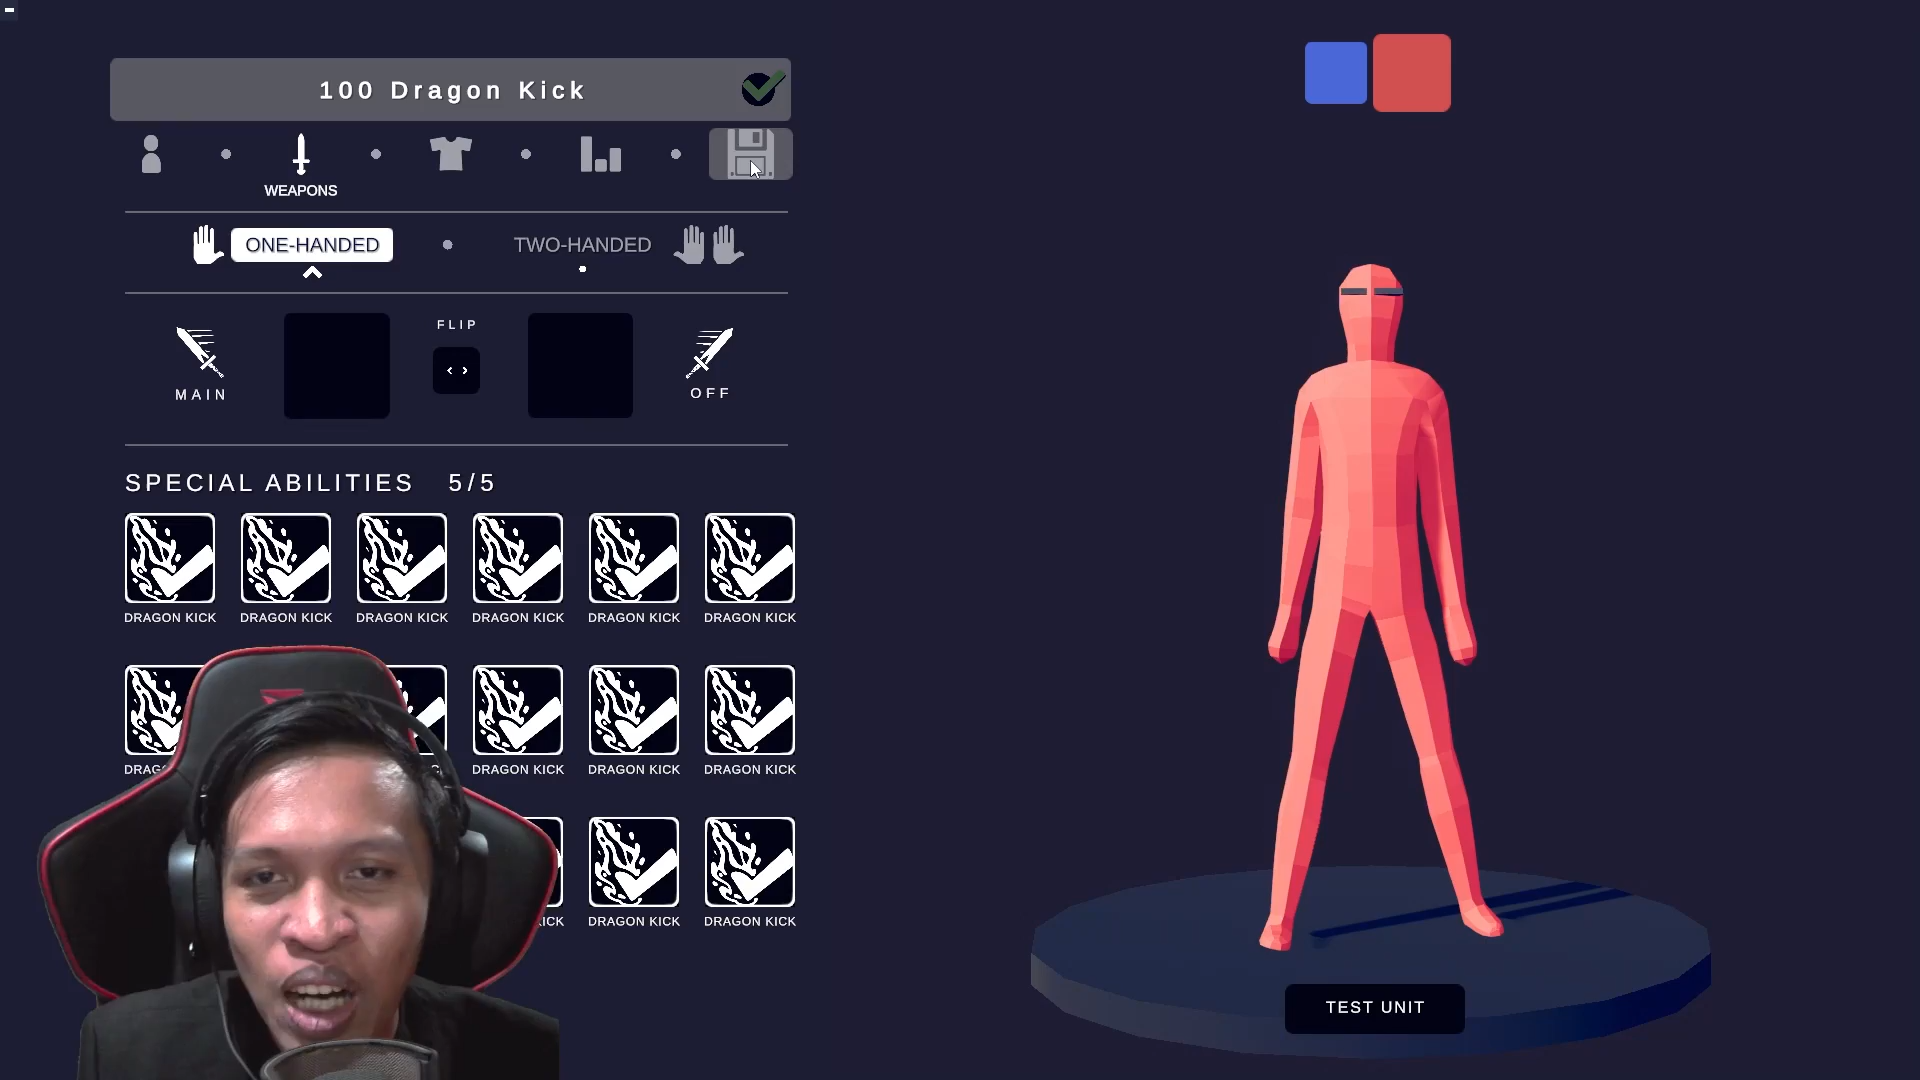 100 Dragon Kick
WEAPONS
ONE-HANDED TWO-HANDED
FLIP
MAIN OFF
SPECIAL ABILITIES 5/5
DRAGON KICK DRAGON KICK DRAGON KICK DRAGON KICK DRAGON KICK DRAGON KICK
DRAGON KICK DRAGON KICK DRAGON KICK
DRAGON KICK DRAGON KICK
TEST UNIT